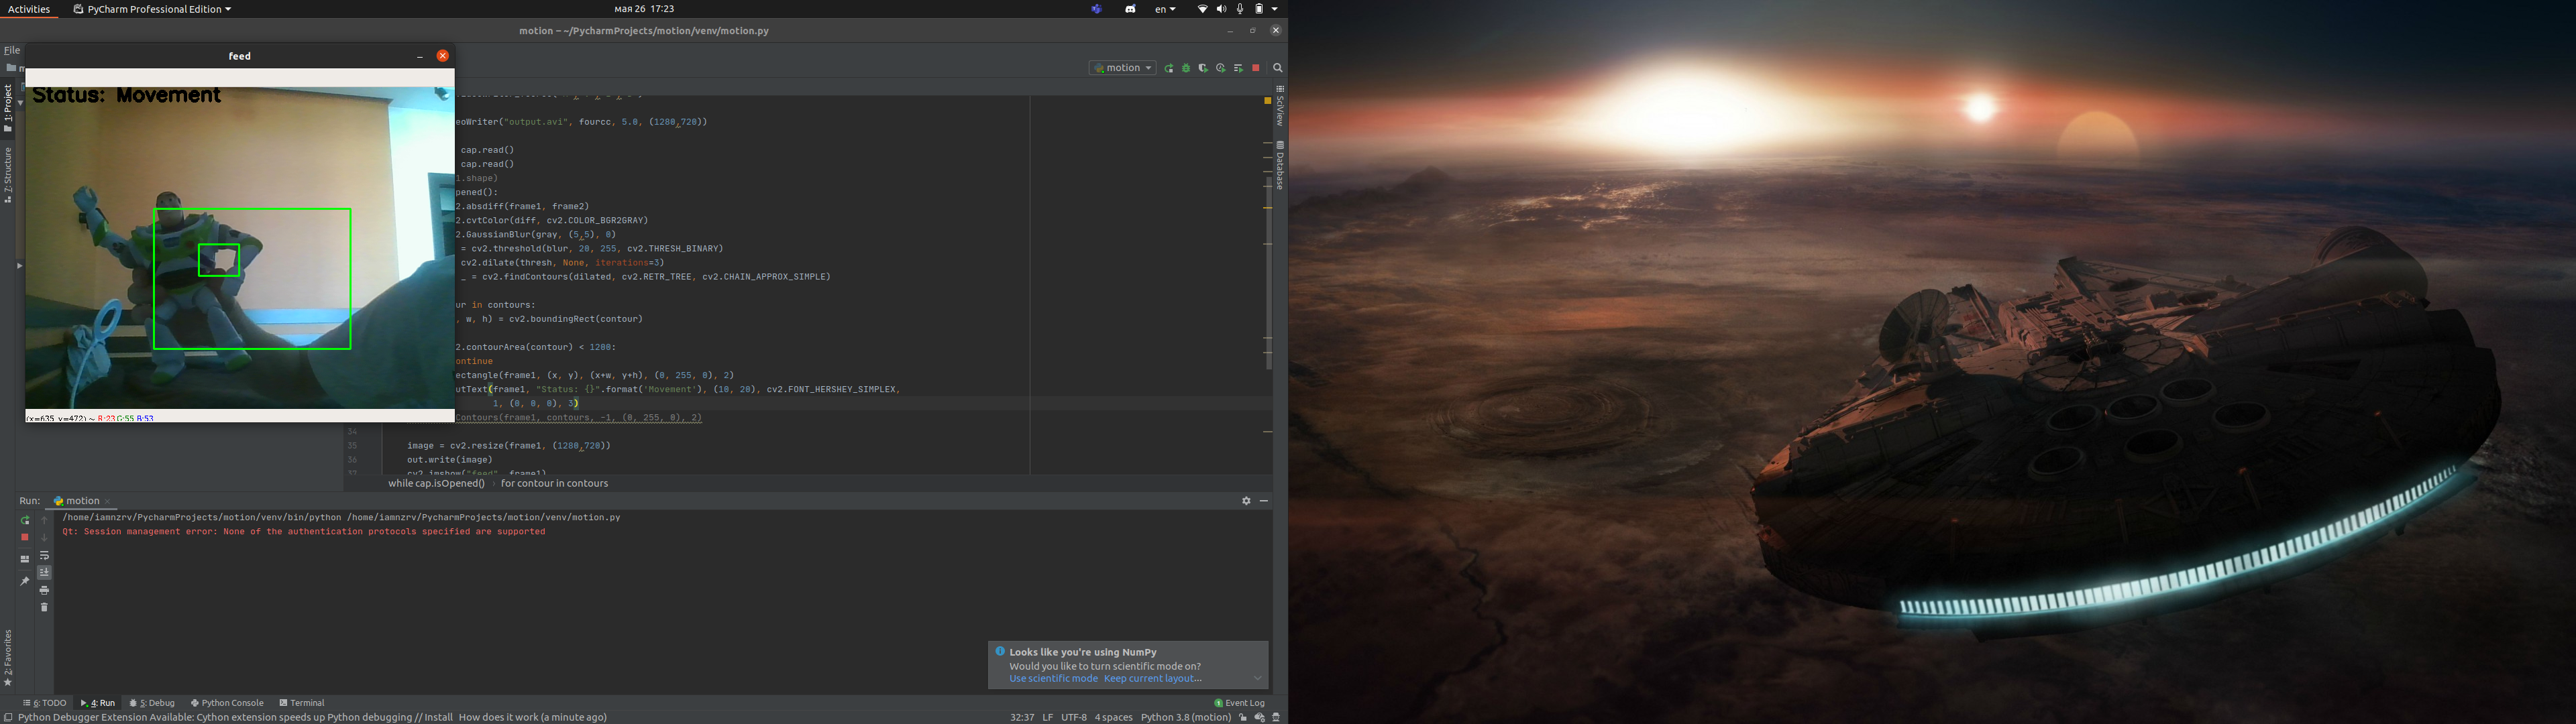 Activities PyCharm Professional Edition мая 26 17:23 en
motion – ~/PycharmProjects/motion/venv/motion.py
File
feed
motion
Status: Movement
1: Project
7: Structure
2: Favorites
SciView
Database
eoWriter("output.avi", fourcc, 5.0, (1280,720))
cap.read()
cap.read()
1.shape)
pened():
2.absdiff(frame1, frame2)
2.cvtColor(diff, cv2.COLOR_BGR2GRAY)
2.GaussianBlur(gray, (5,5), 0)
= cv2.threshold(blur, 20, 255, cv2.THRESH_BINARY)
cv2.dilate(thresh, None, iterations=3)
_ = cv2.findContours(dilated, cv2.RETR_TREE, cv2.CHAIN_APPROX_SIMPLE)
ur in contours:
, w, h) = cv2.boundingRect(contour)
2.contourArea(contour) < 1200:
ontinue
ectangle(frame1, (x, y), (x+w, y+h), (0, 255, 0), 2)
utText(frame1, "Status: {}".format('Movement'), (10, 20), cv2.FONT_HERSHEY_SIMPLEX,
1, (0, 0, 0), 3)
Contours(frame1, contours, -1, (0, 255, 0), 2)
(x=635, y=472) ~ R:23 G:55 B:53
34
35 image = cv2.resize(frame1, (1280,720))
36 out.write(image)
37 cv2.imshow("feed", frame1)
while cap.isOpened() › for contour in contours
Run: motion
/home/iamnzrv/PycharmProjects/motion/venv/bin/python /home/iamnzrv/PycharmProjects/motion/venv/motion.py
Qt: Session management error: None of the authentication protocols specified are supported
Looks like you're using NumPy
Would you like to turn scientific mode on?
Use scientific mode Keep current layout...
6: TODO 4: Run 5: Debug Python Console Terminal 1 Event Log
Python Debugger Extension Available: Cython extension speeds up Python debugging // Install How does it work (a minute ago) 32:37 LF UTF-8 4 spaces Python 3.8 (motion)